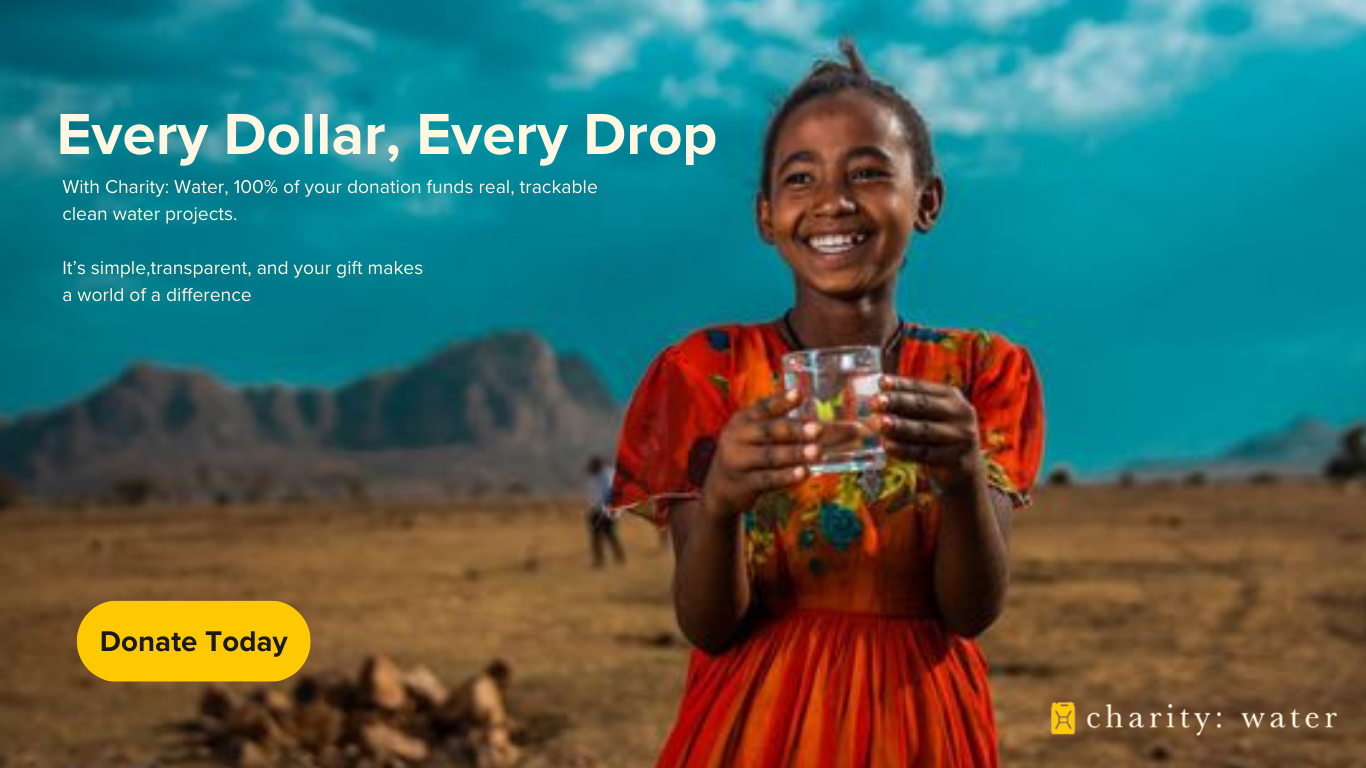 Every Dollar, Every Drop
With Charity: Water, 100% of your donation funds real, trackable
clean water projects.
It’s simple,transparent, and your gift makes
a world of a difference
Donate Today
charity: water